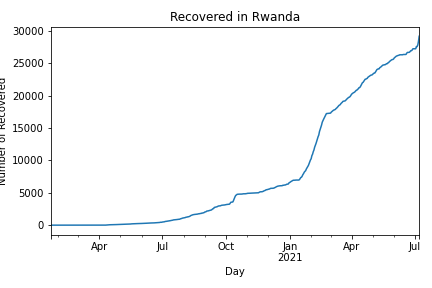 Recovered in Rwanda
30000
25000
20000
15000
10000
5000
0
Number of Recovered
Apr Jul Oct Jan Apr Jul
2021
Day